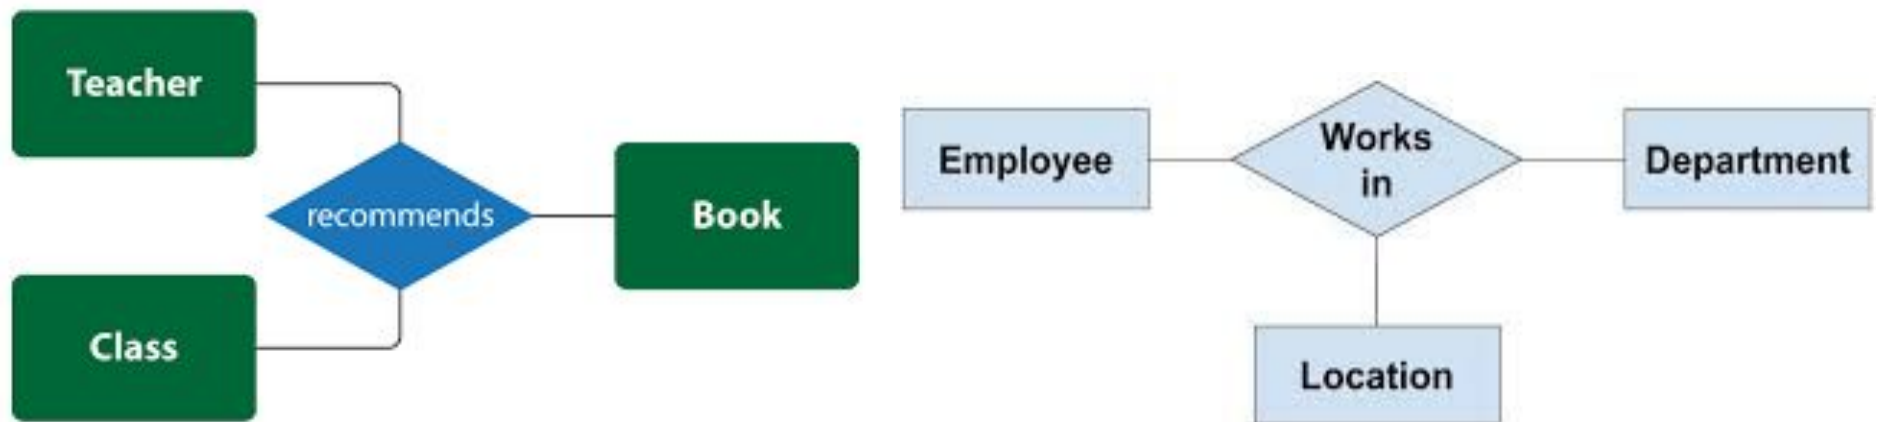 Teacher
recommends
Book
Class
Employee
Works
in
Department
Location